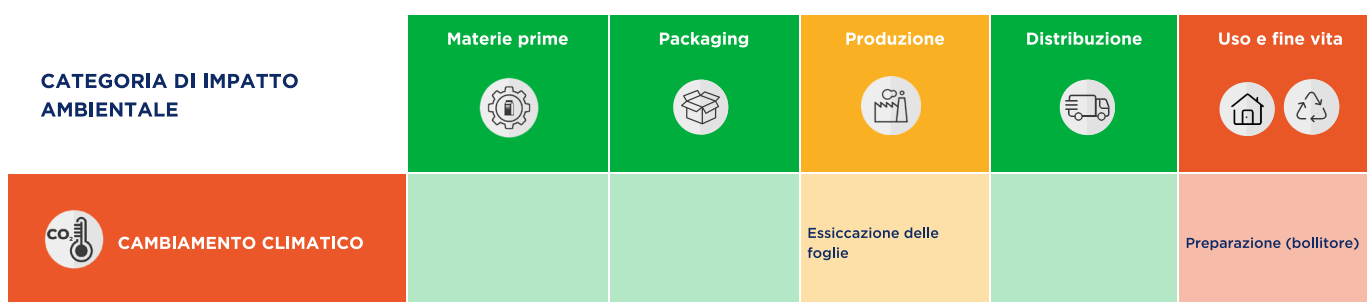 Materie prime
Packaging
Produzione
Distribuzione
Uso e fine vita
CATEGORIA DI IMPATTO
AMBIENTALE
CO₂
CAMBIAMENTO CLIMATICO
Essiccazione delle
foglie
Preparazione (bollitore)